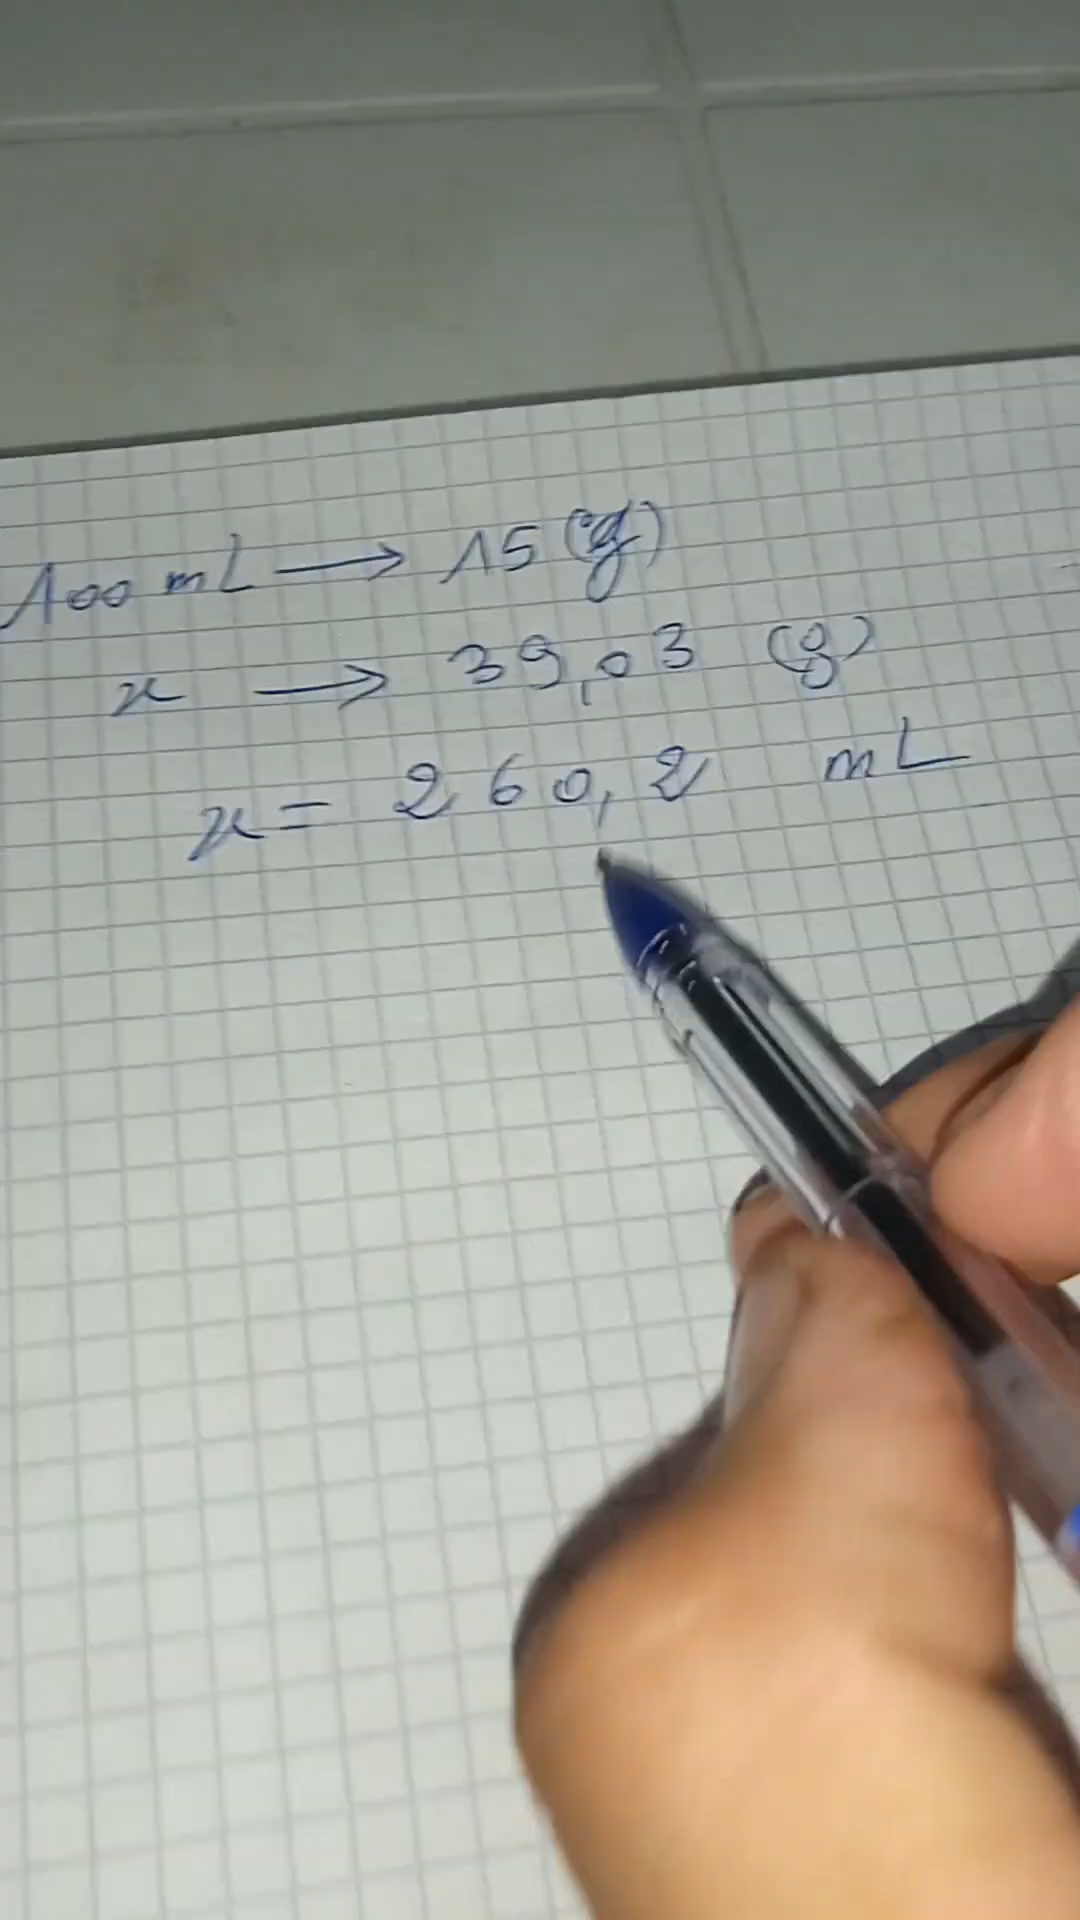 100 mL → 15 (g)
x → 39,03 (g)
x = 260,2 mL